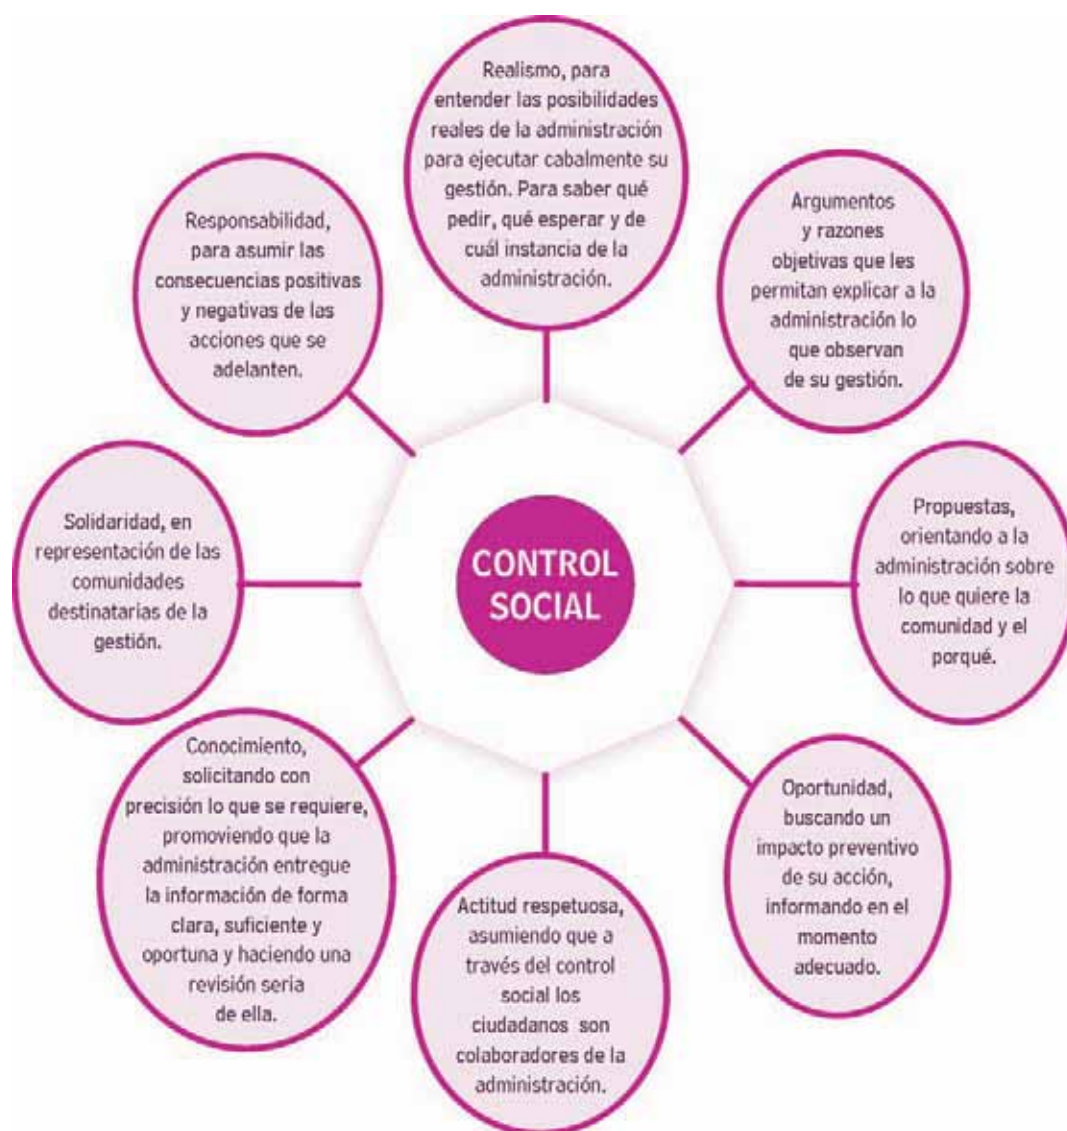 Realismo, para
entender las posibilidades
reales de la administración
para ejecutar cabalmente su
gestión. Para saber qué
pedir, qué esperar y de
cuál instancia de la
administración.
Argumentos
y razones
objetivas que les
permitan explicar a la
administración lo
que observan
de su gestión.
Propuestas,
orientando a la
administración sobre
lo que quiere la
comunidad y el
porqué.
Oportunidad,
buscando un
impacto preventivo
de su acción,
informando en el
momento
adecuado.
Actitud respetuosa,
asumiendo que a
través del control
social los
ciudadanos son
colaboradores de la
administración.
Conocimiento,
solicitando con
precisión lo que se requiere,
promoviendo que la
administración entregue
la información de forma
clara, suficiente y
oportuna y haciendo una
revisión seria
de ella.
Solidaridad, en
representación de las
comunidades
destinatarias de la
gestión.
Responsabilidad,
para asumir las
consecuencias positivas
y negativas de las
acciones que se
adelanten.
CONTROL
SOCIAL